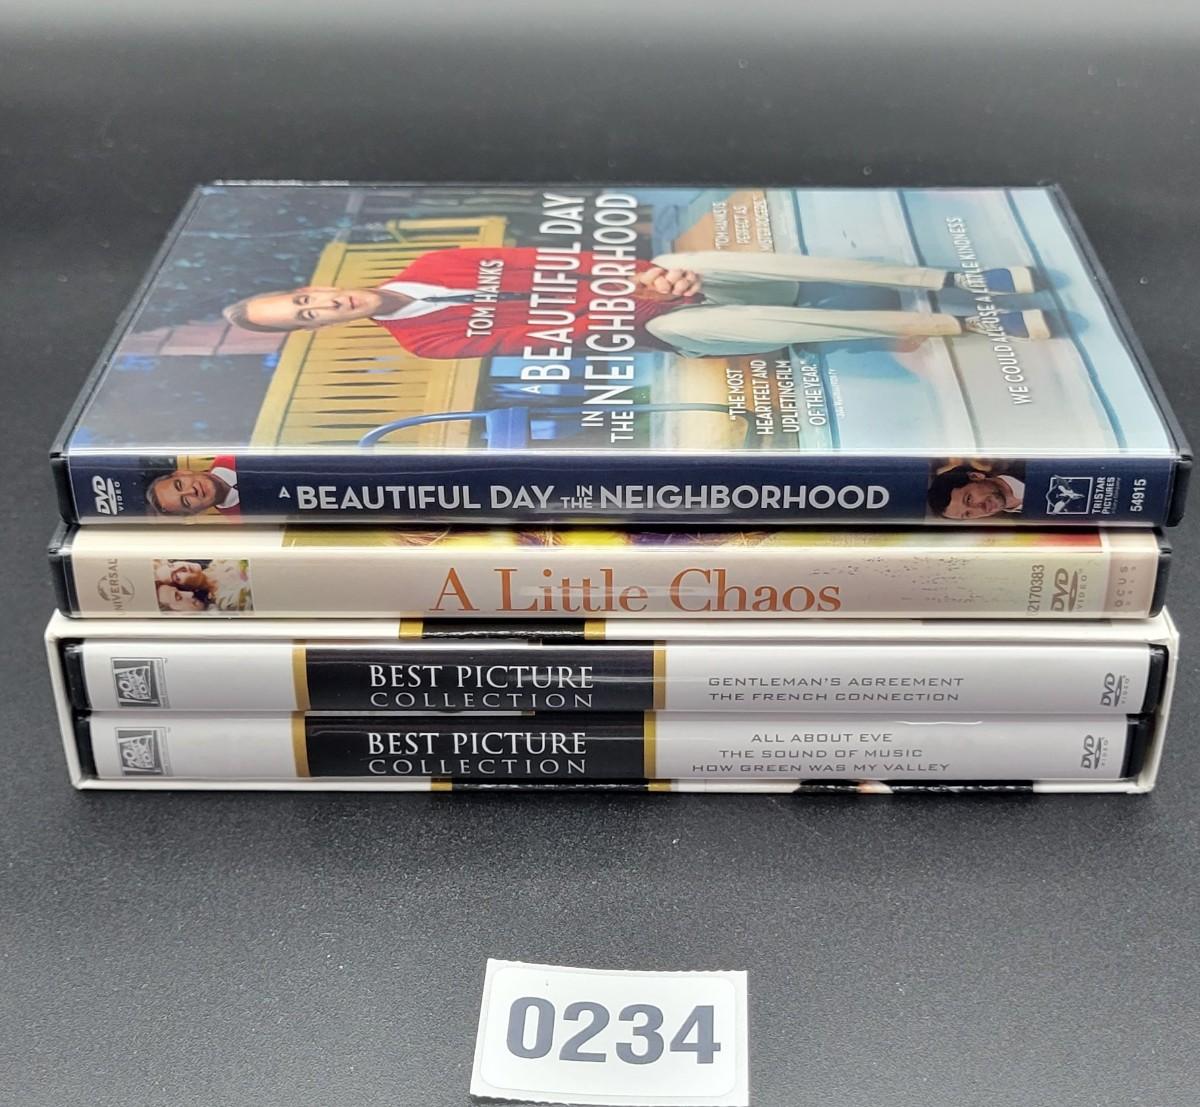 TOM HANKS
A BEAUTIFUL DAY
IN
THE NEIGHBORHOOD
"TOM HANKS IS
PERFECT AS
MISTER ROGERS."
"THE MOST
HEARTFELT AND
UPLIFTING FILM
OF THE YEAR."
WE COULD ALL USE A LITTLE KINDNESS
DVD
VIDEO
A BEAUTIFUL DAY IN THE NEIGHBORHOOD
TRISTAR
PICTURES
54915
UNIVERSAL
A Little Chaos
02170383
DVD
VIDEO
FOCUS
BEST PICTURE
COLLECTION
GENTLEMAN'S AGREEMENT
THE FRENCH CONNECTION
DVD
VIDEO
BEST PICTURE
COLLECTION
ALL ABOUT EVE
THE SOUND OF MUSIC
HOW GREEN WAS MY VALLEY
DVD
VIDEO
0234